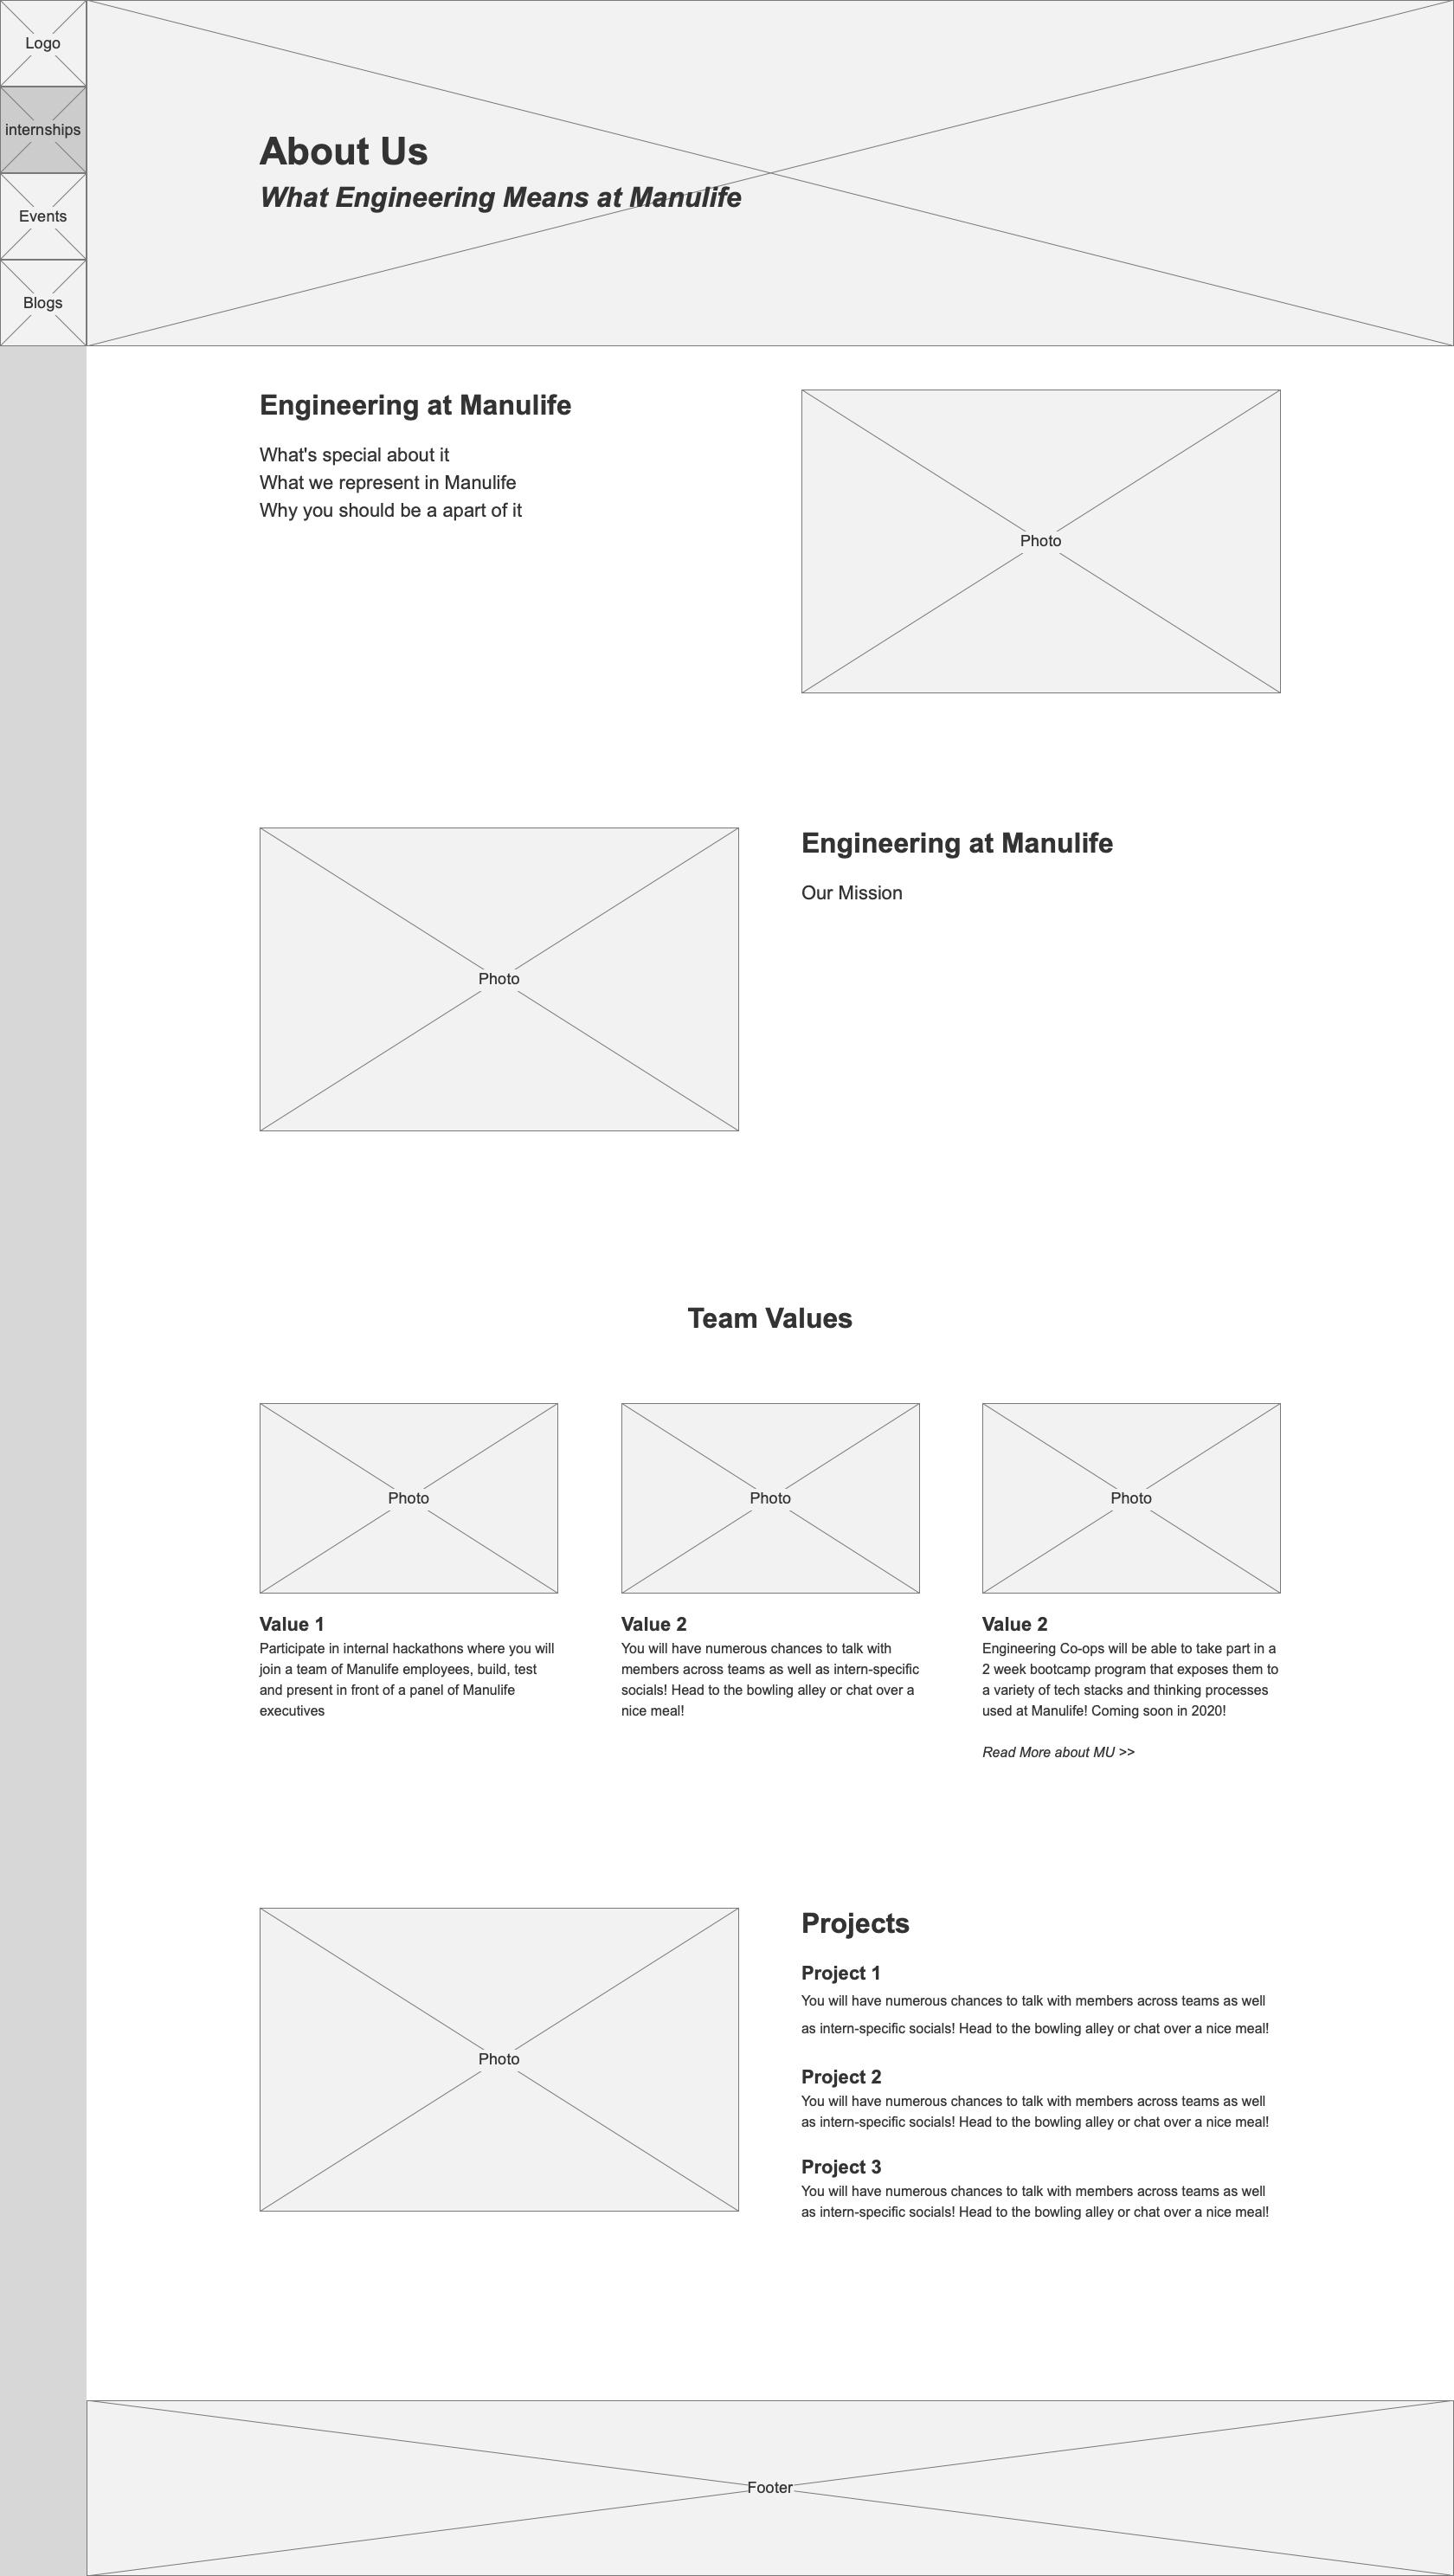 Logo
internships
Events
Blogs
About Us
What Engineering Means at Manulife
Engineering at Manulife
What's special about it
What we represent in Manulife
Why you should be a apart of it
Photo
Photo
Engineering at Manulife
Our Mission
Team Values
Photo
Photo
Photo
Value 1
Participate in internal hackathons where you will
join a team of Manulife employees, build, test
and present in front of a panel of Manulife
executives
Value 2
You will have numerous chances to talk with
members across teams as well as intern-specific
socials! Head to the bowling alley or chat over a
nice meal!
Value 2
Engineering Co-ops will be able to take part in a
2 week bootcamp program that exposes them to
a variety of tech stacks and thinking processes
used at Manulife! Coming soon in 2020!
Read More about MU >>
Photo
Projects
Project 1
You will have numerous chances to talk with members across teams as well
as intern-specific socials! Head to the bowling alley or chat over a nice meal!
Project 2
You will have numerous chances to talk with members across teams as well
as intern-specific socials! Head to the bowling alley or chat over a nice meal!
Project 3
You will have numerous chances to talk with members across teams as well
as intern-specific socials! Head to the bowling alley or chat over a nice meal!
Footer